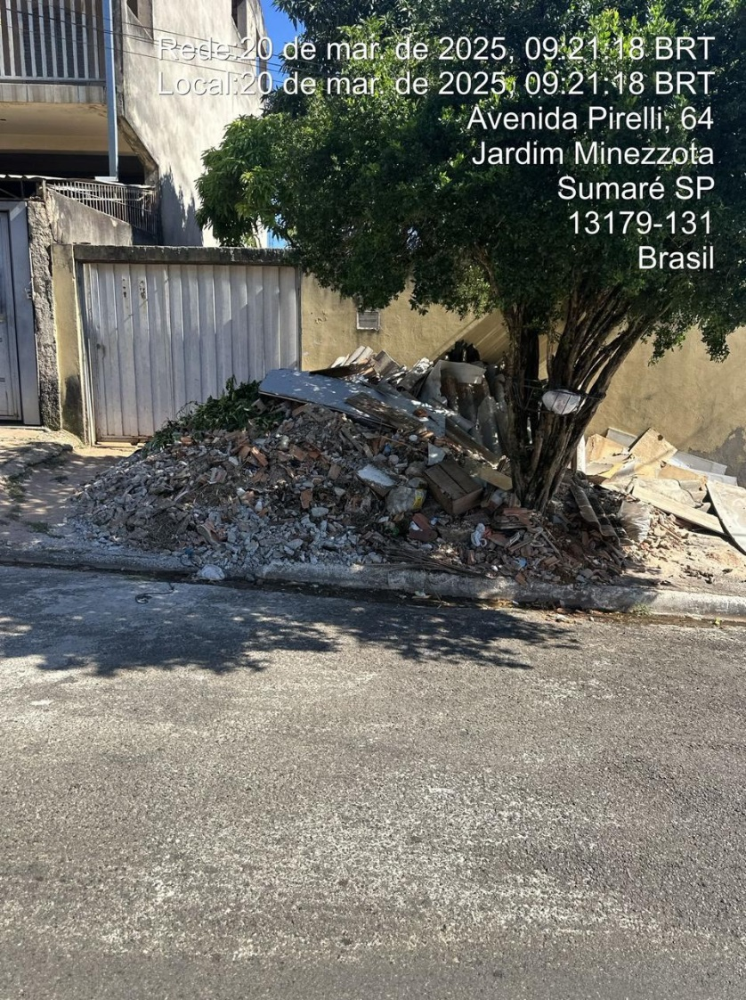 Rede:20 de mar. de 2025, 09:21:18 BRT
Local:20 de mar. de 2025, 09:21:18 BRT
Avenida Pirelli, 64
Jardim Minezzota
Sumaré SP
13179-131
Brasil